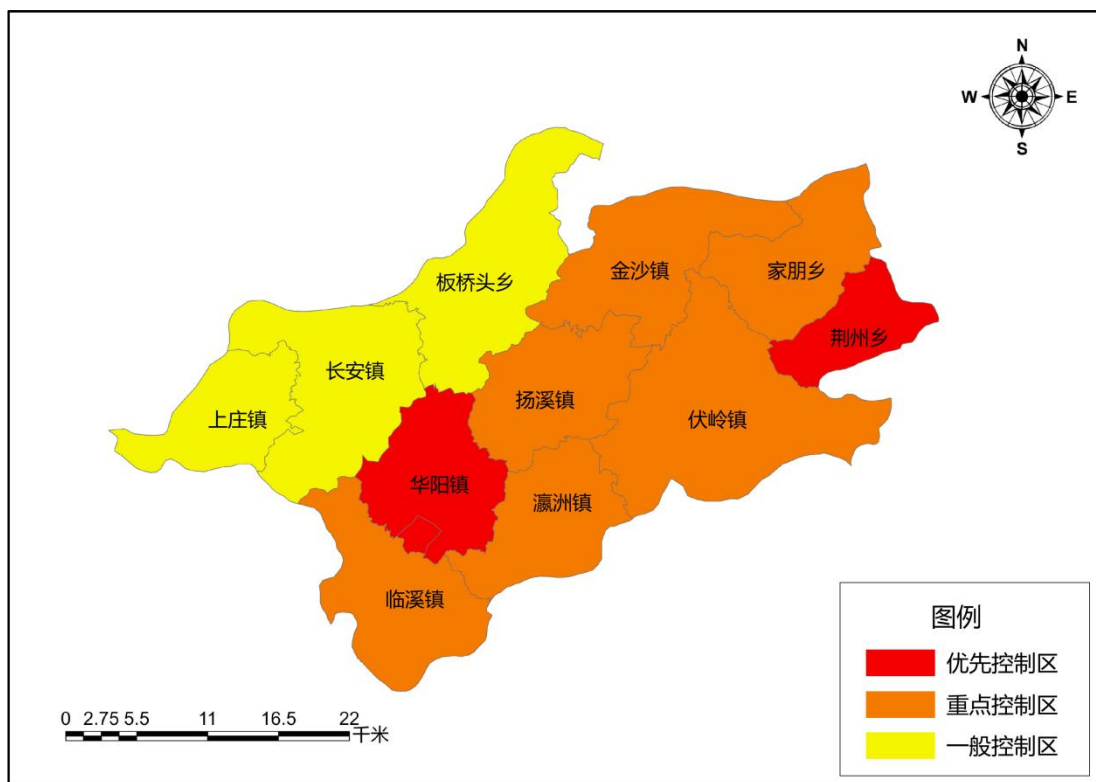 N
W E
S
板桥头乡
金沙镇
家朋乡
荆州乡
长安镇
扬溪镇
上庄镇
伏岭镇
华阳镇
瀛洲镇
临溪镇
图例
优先控制区
重点控制区
一般控制区
0 2.75 5.5 11 16.5 22
千米